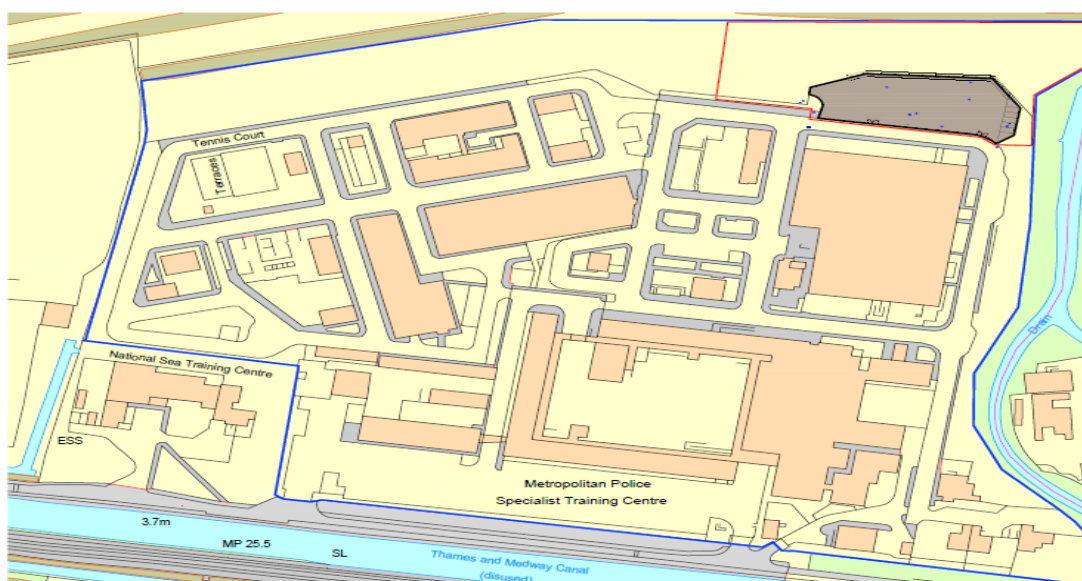 Tennis Court
Terraces
Drain
National Sea Training Centre
ESS
Metropolitan Police
Specialist Training Centre
3.7m
MP 25.5
SL
Thames and Medway Canal
(disused)